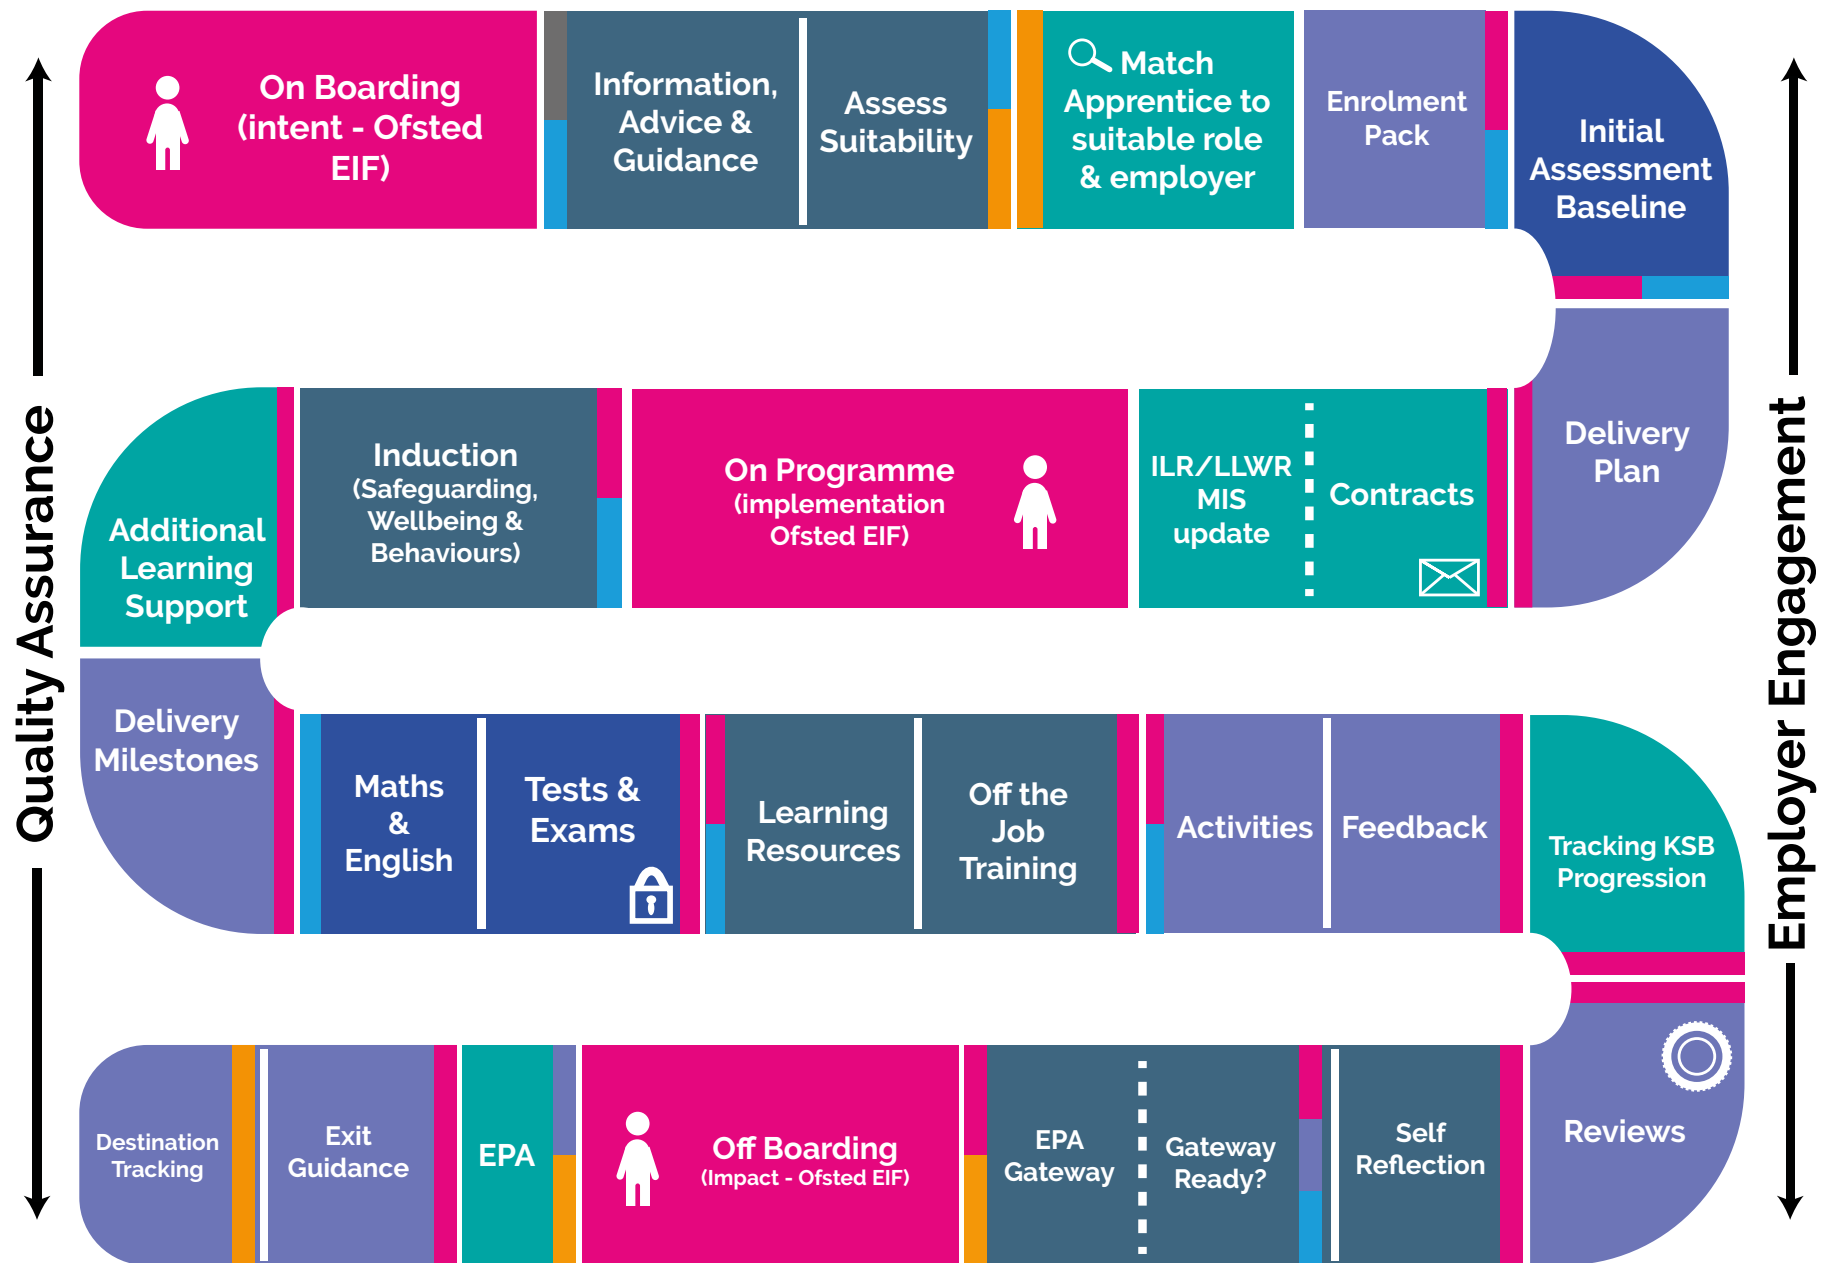 On Boarding
(intent - Ofsted
EIF)
Information,
Advice &
Guidance
Assess
Suitability
Match
Apprentice to
suitable role
& employer
Enrolment
Pack
Initial
Assessment
Baseline
Delivery
Plan
Contracts
ILR/LLWR
MIS
update
On Programme
(implementation
Ofsted EIF)
Induction
(Safeguarding,
Wellbeing &
Behaviours)
Additional
Learning
Support
Delivery
Milestones
Maths
&
English
Tests &
Exams
Learning
Resources
Off the
Job
Training
Activities
Feedback
Tracking KSB
Progression
Reviews
Self
Reflection
Gateway
Ready?
EPA
Gateway
Off Boarding
(Impact - Ofsted EIF)
EPA
Exit
Guidance
Destination
Tracking
Quality Assurance
Employer Engagement